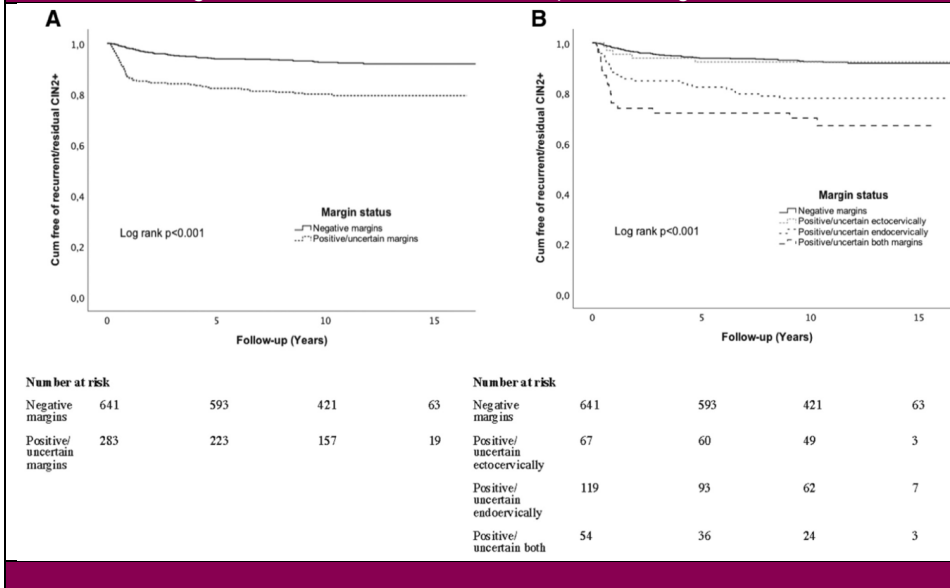 A
Cum free of recurrent/residual CIN2+
1,0
0,8
0,6
0,4
0,2
0,0
Log rank p<0.001
Margin status
Negative margins
Positive/uncertain margins
0 5 10 15
Follow-up (Years)
B
Cum free of recurrent/residual CIN2+
1,0
0,8
0,6
0,4
0,2
0,0
Log rank p<0.001
Margin status
Negative margins
Positive/uncertain ectocervically
Positive/uncertain endocervically
Positive/uncertain both margins
0 5 10 15
Follow-up (Years)
Number at risk
Negative 641 593 421 63
margins
Positive/ 283 223 157 19
uncertain
margins
Number at risk
Negative 641 593 421 63
margins
Positive/ 67 60 49 3
uncertain
ectocervically
Positive/ 119 93 62 7
uncertain
endoervically
Positive/ 54 36 24 3
uncertain both